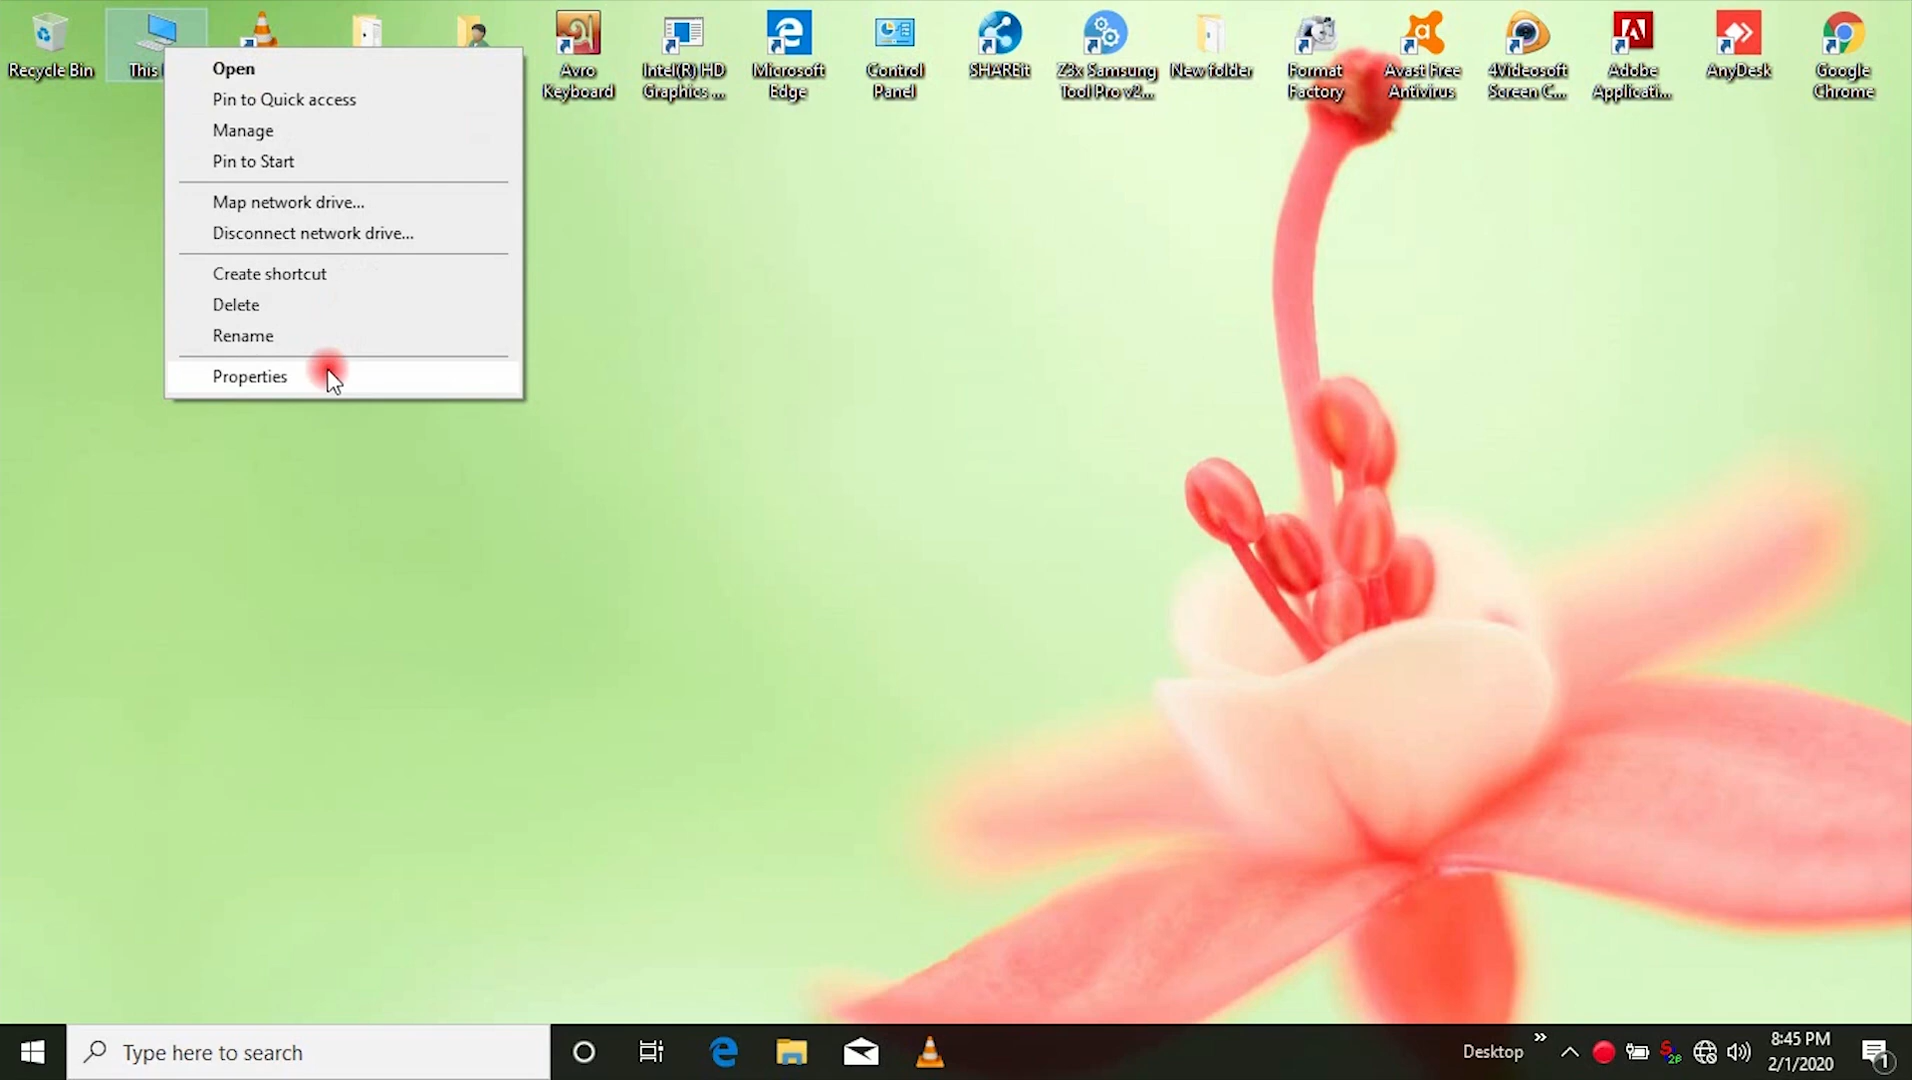 Recycle Bin
This
Avro
Keyboard
Intel(R) HD
Graphics ...
Microsoft
Edge
Control
Panel
SHAREit
Z3x Samsung
Tool Pro v2...
New folder
Format
Factory
Avast Free
Antivirus
4Videosoft
Screen C...
Adobe
Applicati...
AnyDesk
Google
Chrome
Open
Pin to Quick access
Manage
Pin to Start
Map network drive...
Disconnect network drive...
Create shortcut
Delete
Rename
Properties
Type here to search
Desktop
8:45 PM
2/1/2020
1